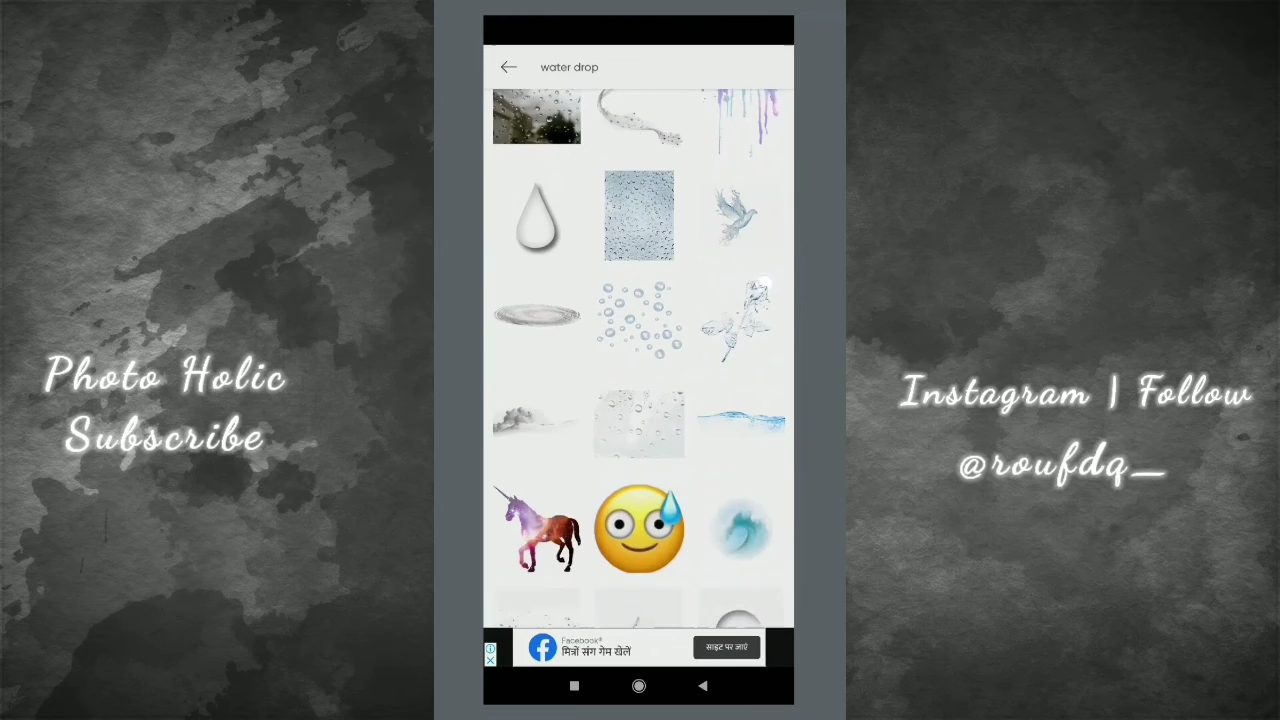 water drop
Photo Holic
Subscribe
Instagram | Follow
@roufdq_
Facebook®
मित्रों संग गेम खेलें
साइट पर जाएं